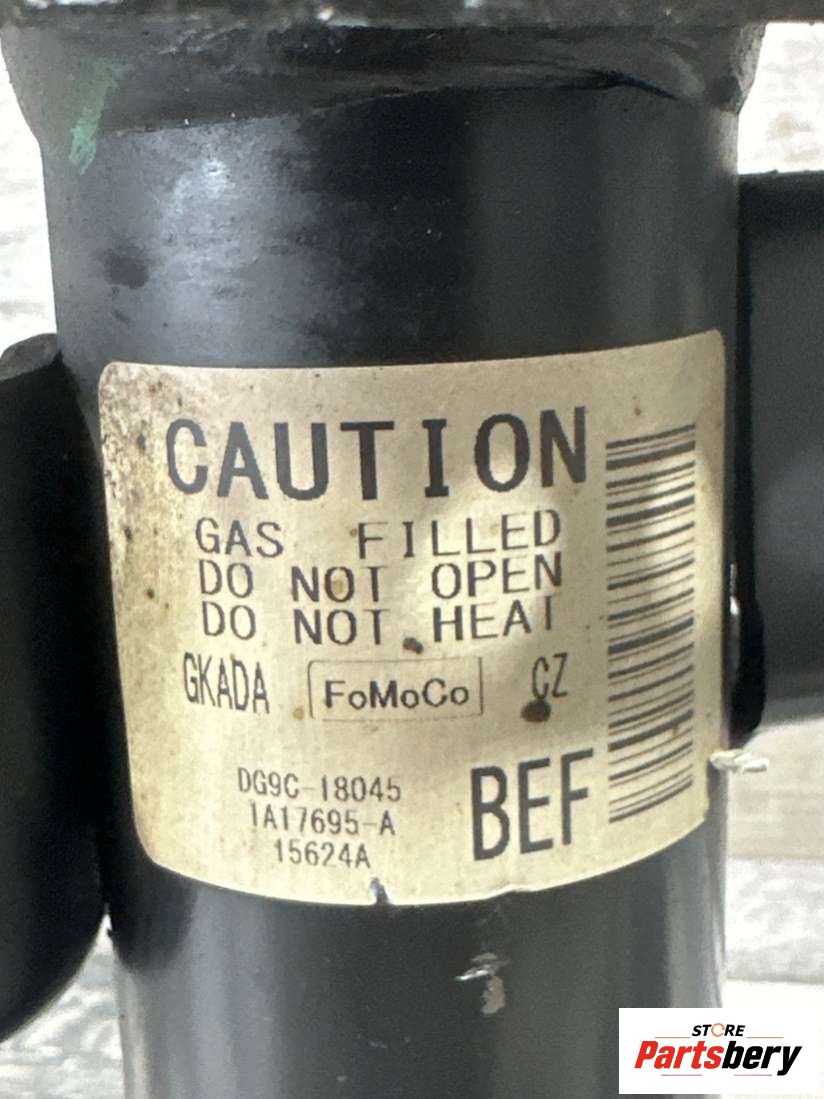 CAUTION
GAS FILLED
DO NOT OPEN
DO NOT HEAT
GKADA FoMoCo CZ
DG9C-18045
1A17695-A
15624A
BEF
STORE
Partsbery